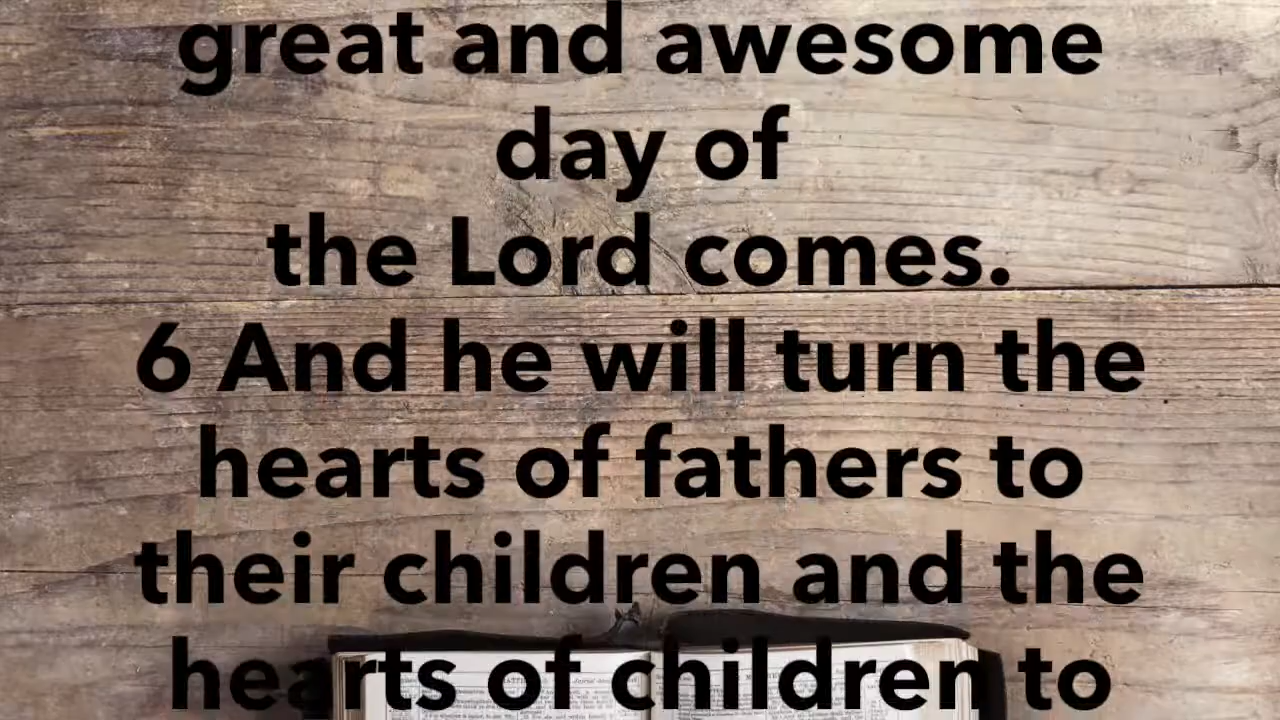 great and awesome
day of
the Lord comes.
6 And he will turn the
hearts of fathers to
their children and the
hearts of children to